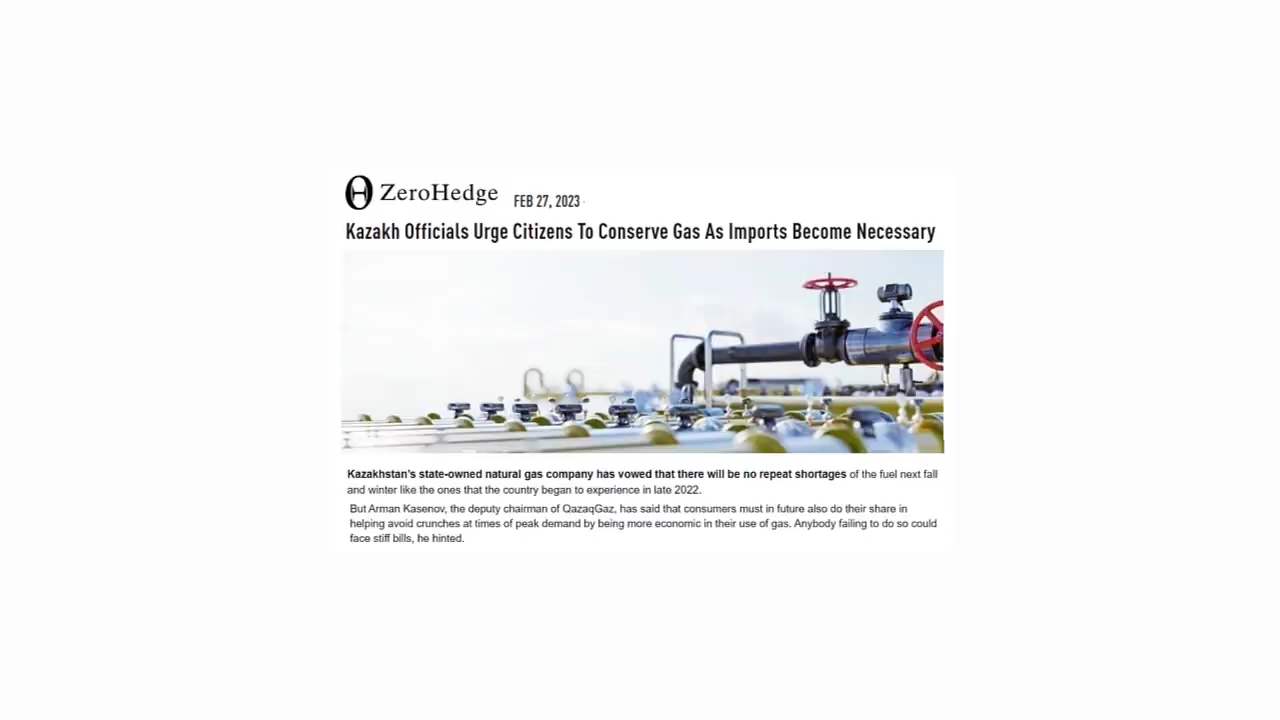 ZeroHedge FEB 27, 2023
Kazakh Officials Urge Citizens To Conserve Gas As Imports Become Necessary
Kazakhstan's state-owned natural gas company has vowed that there will be no repeat shortages of the fuel next fall
and winter like the ones that the country began to experience in late 2022.
But Arman Kasenov, the deputy chairman of QazaqGaz, has said that consumers must in future also do their share in
helping avoid crunches at times of peak demand by being more economic in their use of gas. Anybody failing to do so could
face stiff bills, he hinted.